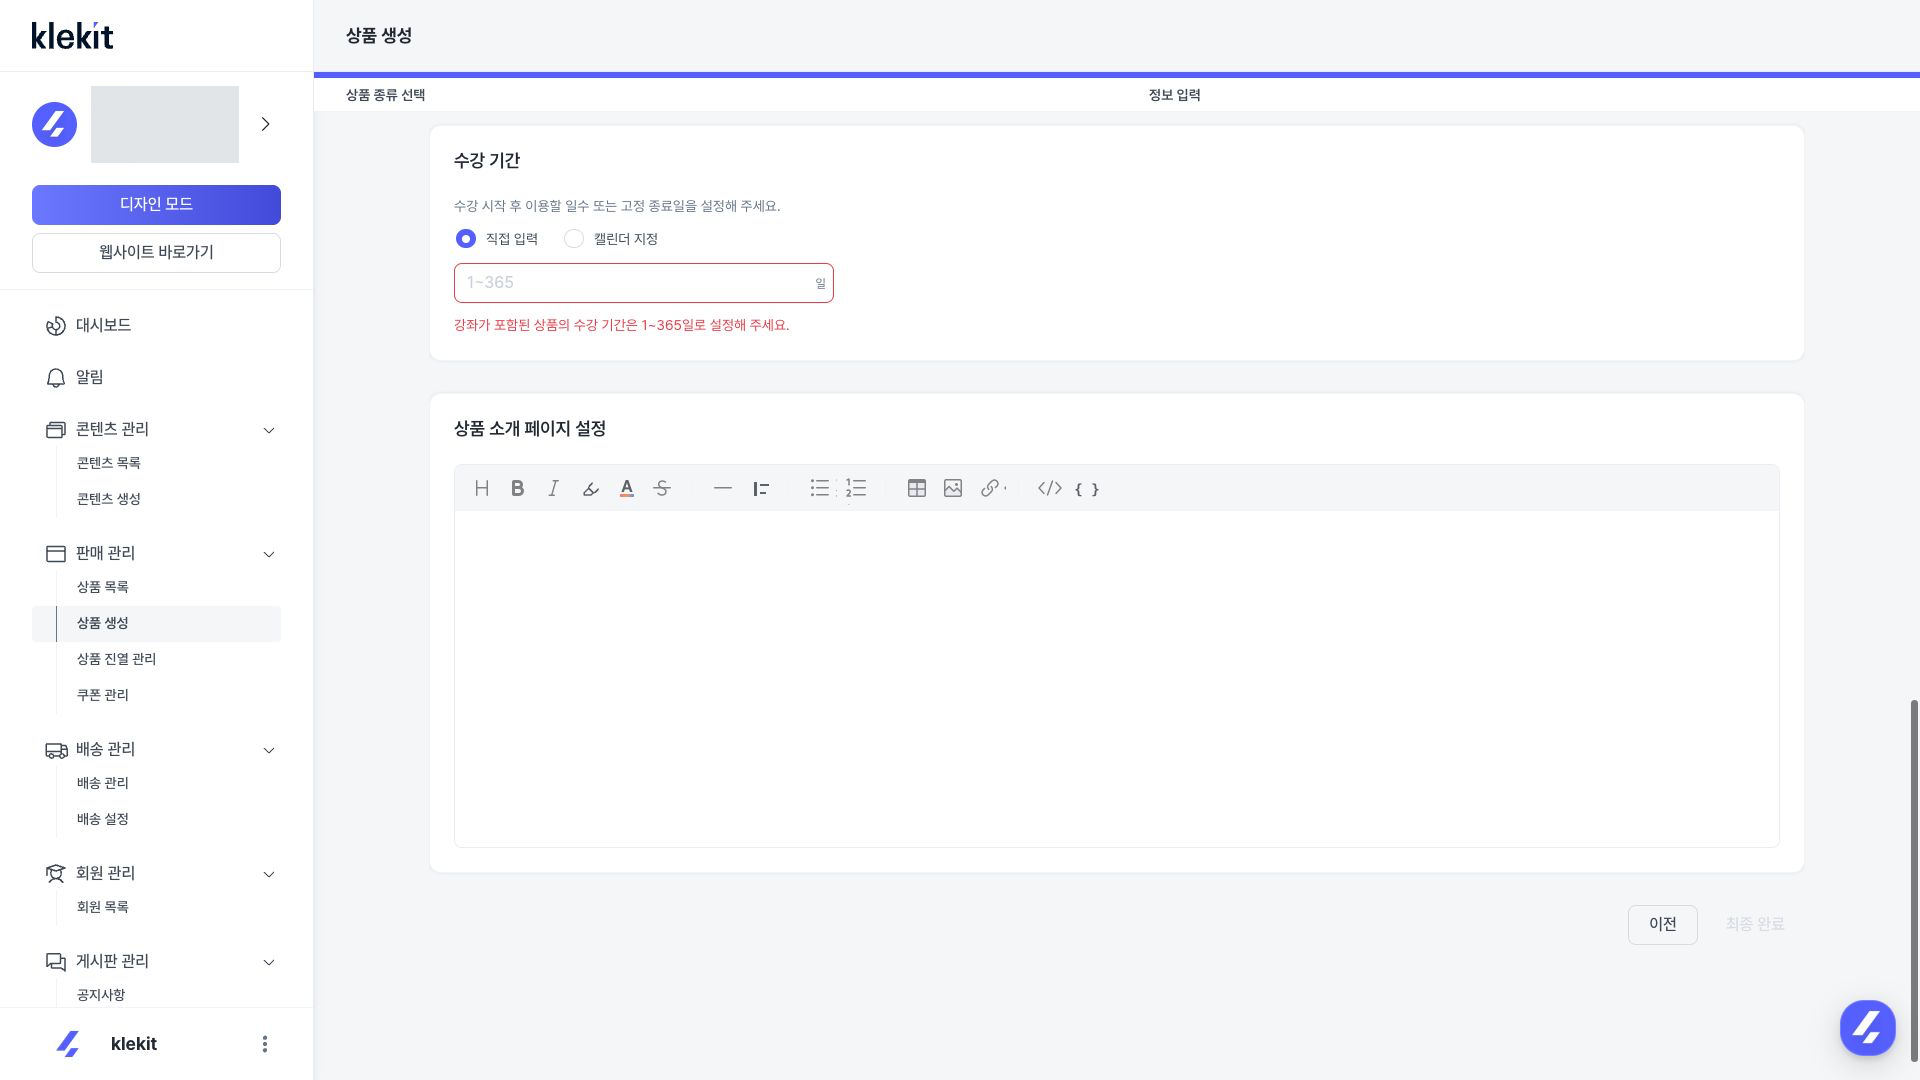 klekit
디자인 모드
웹사이트 바로가기
대시보드
알림
콘텐츠 관리
콘텐츠 목록
콘텐츠 생성
판매 관리
상품 목록
상품 생성
상품 진열 관리
쿠폰 관리
배송 관리
배송 관리
배송 설정
회원 관리
회원 목록
게시판 관리
공지사항
klekit
상품 생성
상품 종류 선택
정보 입력
수강 기간
수강 시작 후 이용할 일수 또는 고정 종료일을 설정해 주세요.
직접 입력 캘린더 지정
1~365 일
강좌가 포함된 상품의 수강 기간은 1~365일로 설정해 주세요.
상품 소개 페이지 설정
이전 최종 완료